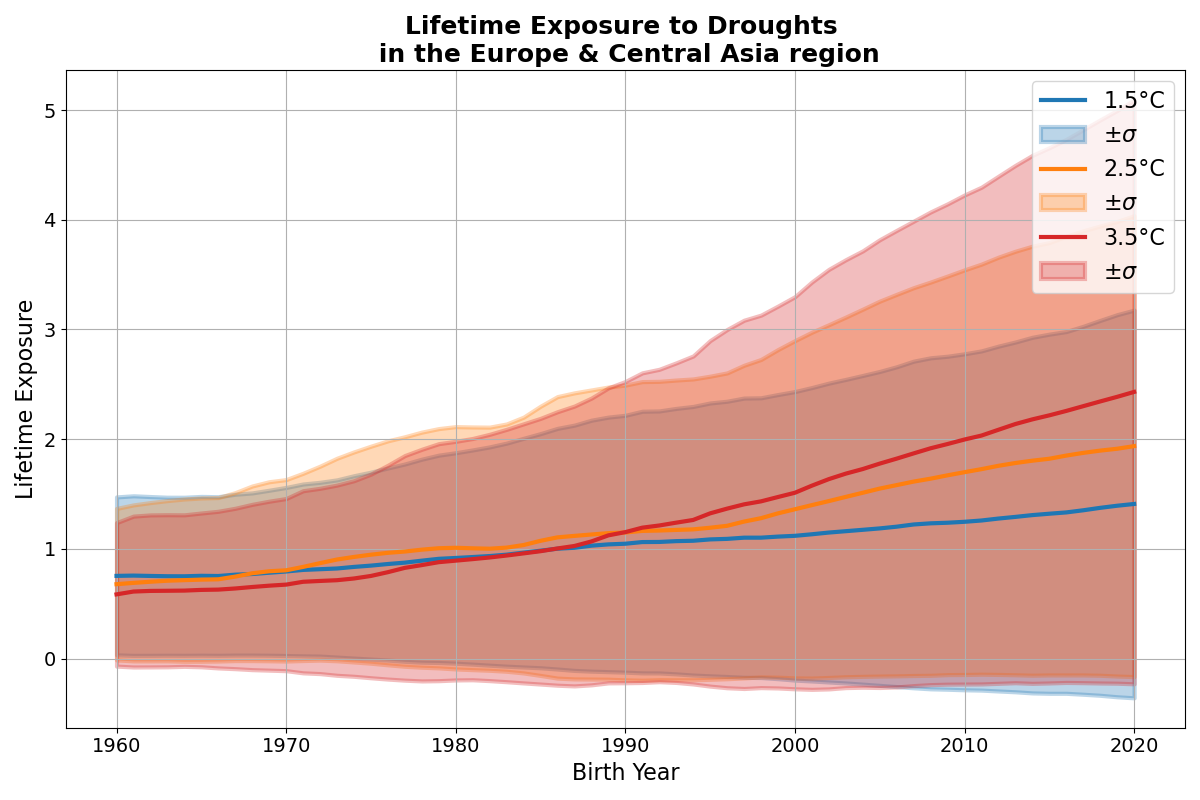 Lifetime Exposure to Droughts
in the Europe & Central Asia region
5
4
3
2
1
0
Lifetime Exposure
1960
1970
1980
1990
2000
2010
2020
Birth Year
1.5°C
±σ
2.5°C
±σ
3.5°C
±σ